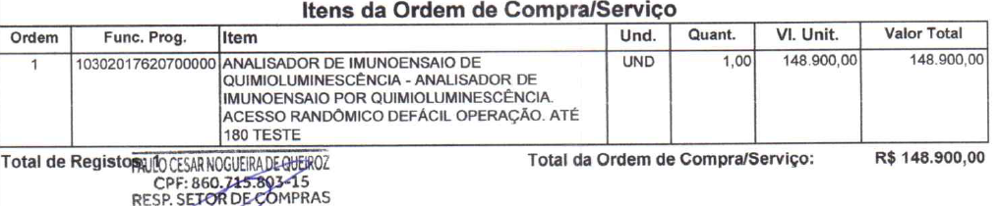 Itens da Ordem de Compra/Serviço
Ordem Func. Prog. Item Und. Quant. Vl. Unit. Valor Total
1 10302017620700000 ANALISADOR DE IMUNOENSAIO DE UND 1,00 148.900,00 148.900,00
QUIMIOLUMINESCÊNCIA - ANALISADOR DE
IMUNOENSAIO POR QUIMIOLUMINESCÊNCIA.
ACESSO RANDÔMICO DEFÁCIL OPERAÇÃO. ATÉ
180 TESTE
Total de Registos: 1 Total da Ordem de Compra/Serviço: R$ 148.900,00
PAULO CESAR NOGUEIRA DE QUEIROZ
CPF: 860.715.803-15
RESP. SETOR DE COMPRAS